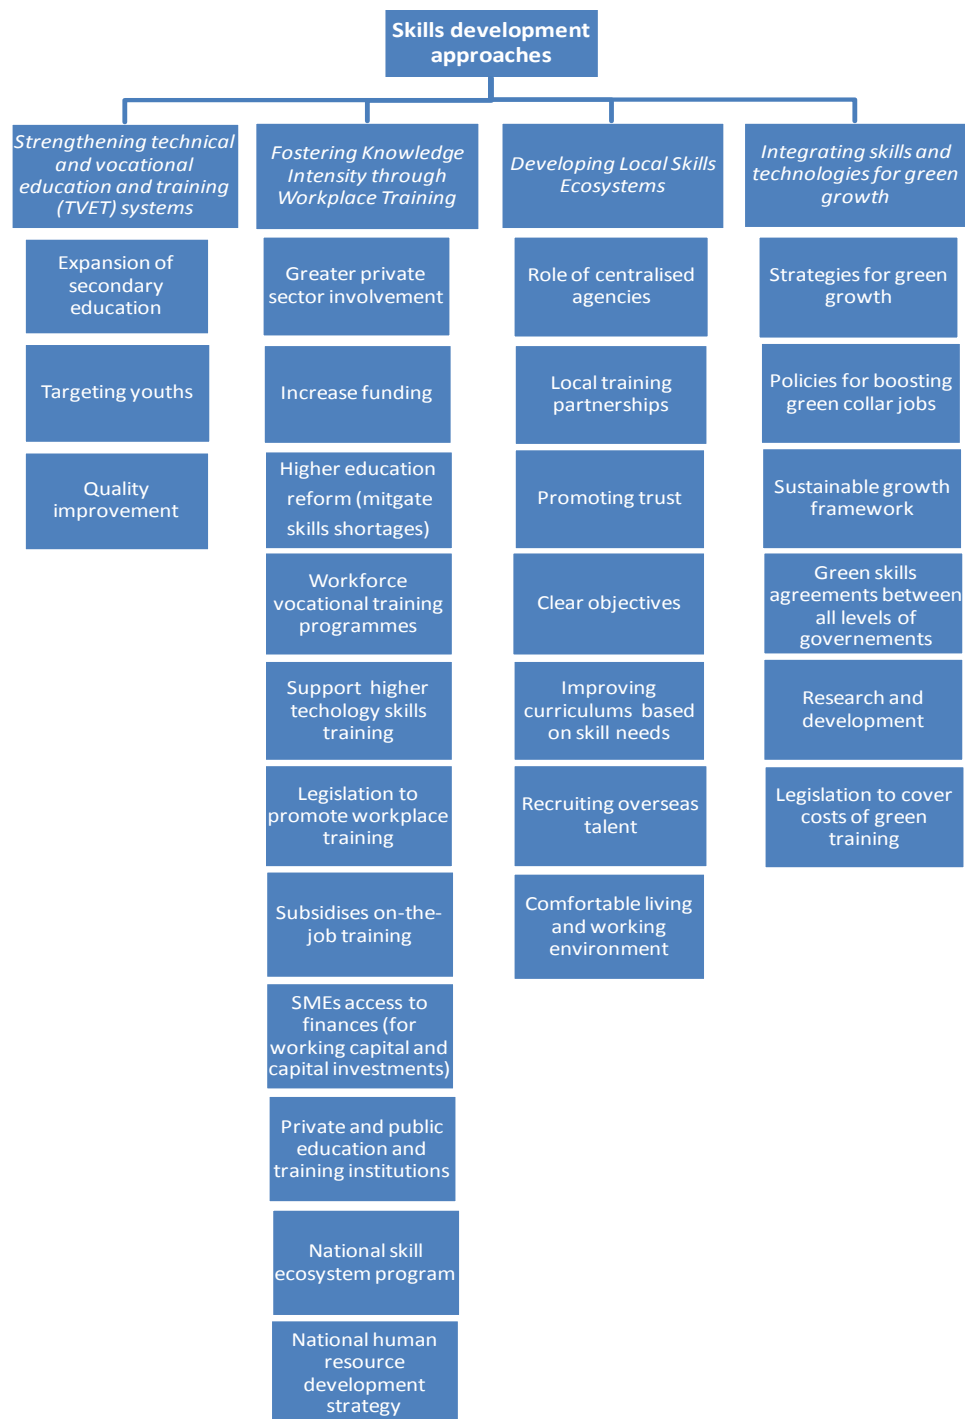 Skills development
approaches
Strengthening technical
and vocational
education and training
(TVET) systems
Expansion of
secondary
education
Targeting youths
Quality
improvement
Fostering Knowledge
Intensity through
Workplace Training
Greater private
sector involvement
Increase funding
Higher education
reform (mitgate
skills shortages)
Workforce
vocational training
programmes
Support higher
techology skills
training
Legislation to
promote workplace
training
Subsidises on-the-
job training
SMEs access to
finances (for
working capital and
capital investments)
Private and public
education and
training institutions
National skill
ecosystem program
National human
resource
development
strategy
Developing Local Skills
Ecosystems
Role of centralised
agencies
Local training
partnerships
Promoting trust
Clear objectives
Improving
curriculums based
on skill needs
Recruiting overseas
talent
Comfortable living
and working
environment
Integrating skills and
technologies for green
growth
Strategies for green
growth
Policies for boosting
green collar jobs
Sustainable growth
framework
Green skills
agreements between
all levels of
governements
Research and
development
Legislation to cover
costs of green
training